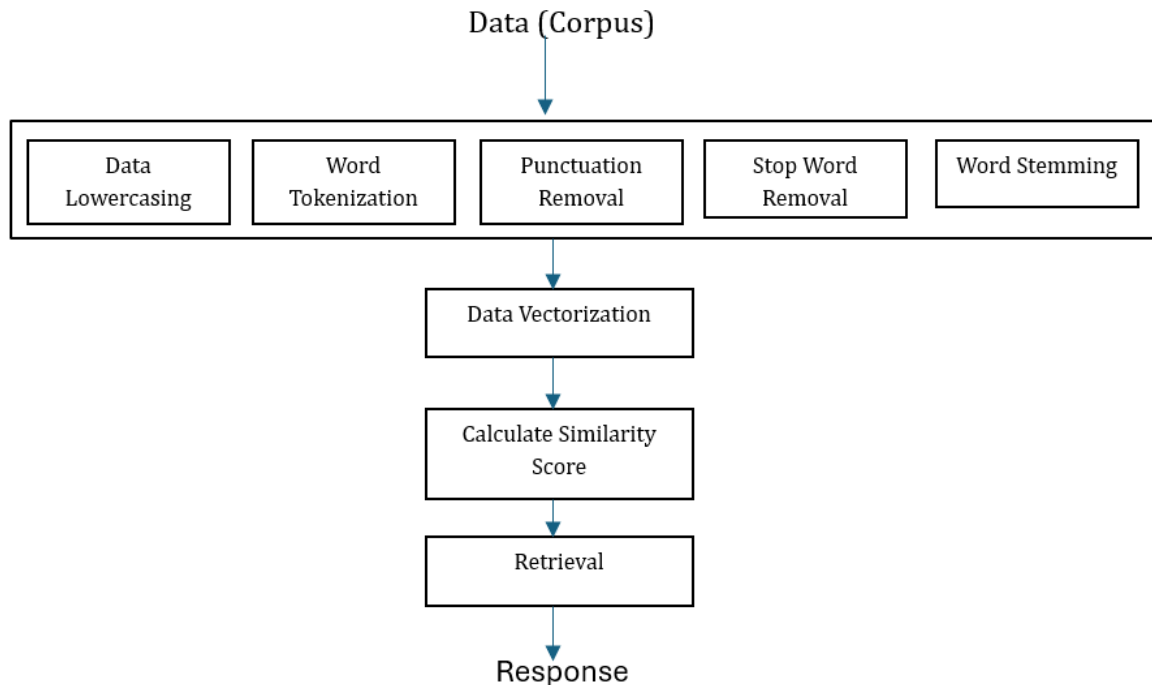 Data (Corpus)
Data
Lowercasing
Word
Tokenization
Punctuation
Removal
Stop Word
Removal
Word Stemming
Data Vectorization
Calculate Similarity
Score
Retrieval
Response